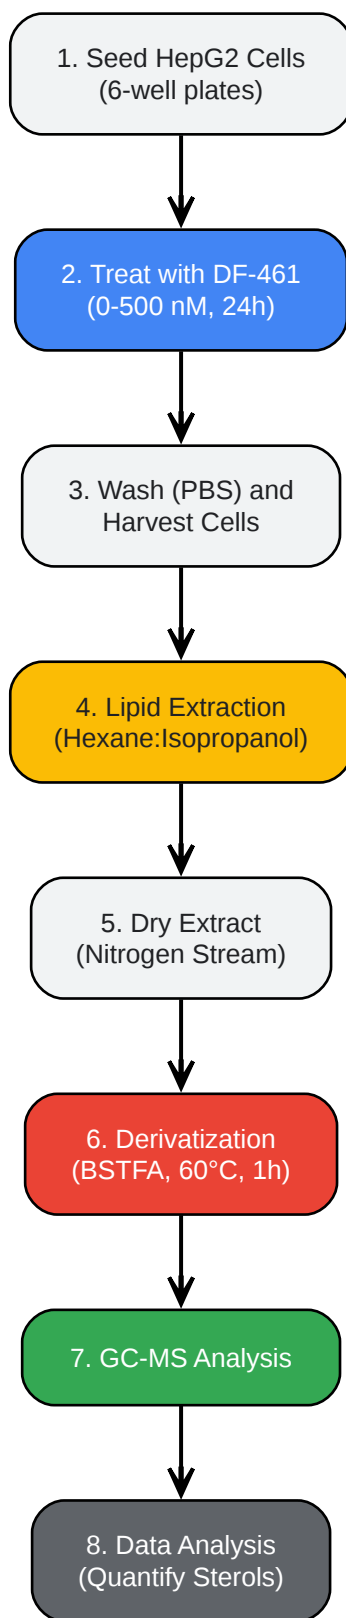 1. Seed HepG2 Cells
(6-well plates)
2. Treat with DF-461
(0-500 nM, 24h)
3. Wash (PBS) and
Harvest Cells
4. Lipid Extraction
(Hexane:Isopropanol)
5. Dry Extract
(Nitrogen Stream)
6. Derivatization
(BSTFA, 60°C, 1h)
7. GC-MS Analysis
8. Data Analysis
(Quantify Sterols)